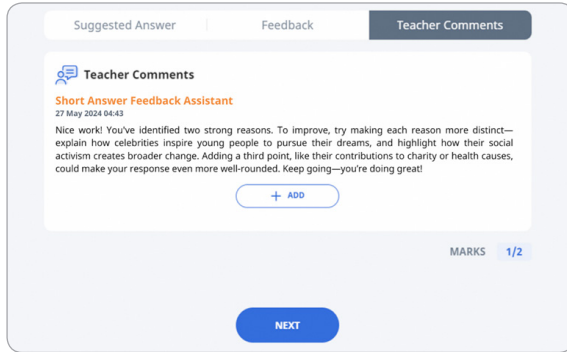 Suggested Answer
Feedback
Teacher Comments
Teacher Comments
Short Answer Feedback Assistant
27 May 2024 04:43
Nice work! You've identified two strong reasons. To improve, try making each reason more distinct—
explain how celebrities inspire young people to pursue their dreams, and highlight how their social
activism creates broader change. Adding a third point, like their contributions to charity or health causes,
could make your response even more well-rounded. Keep going—you're doing great!
+ ADD
MARKS 1/2
NEXT